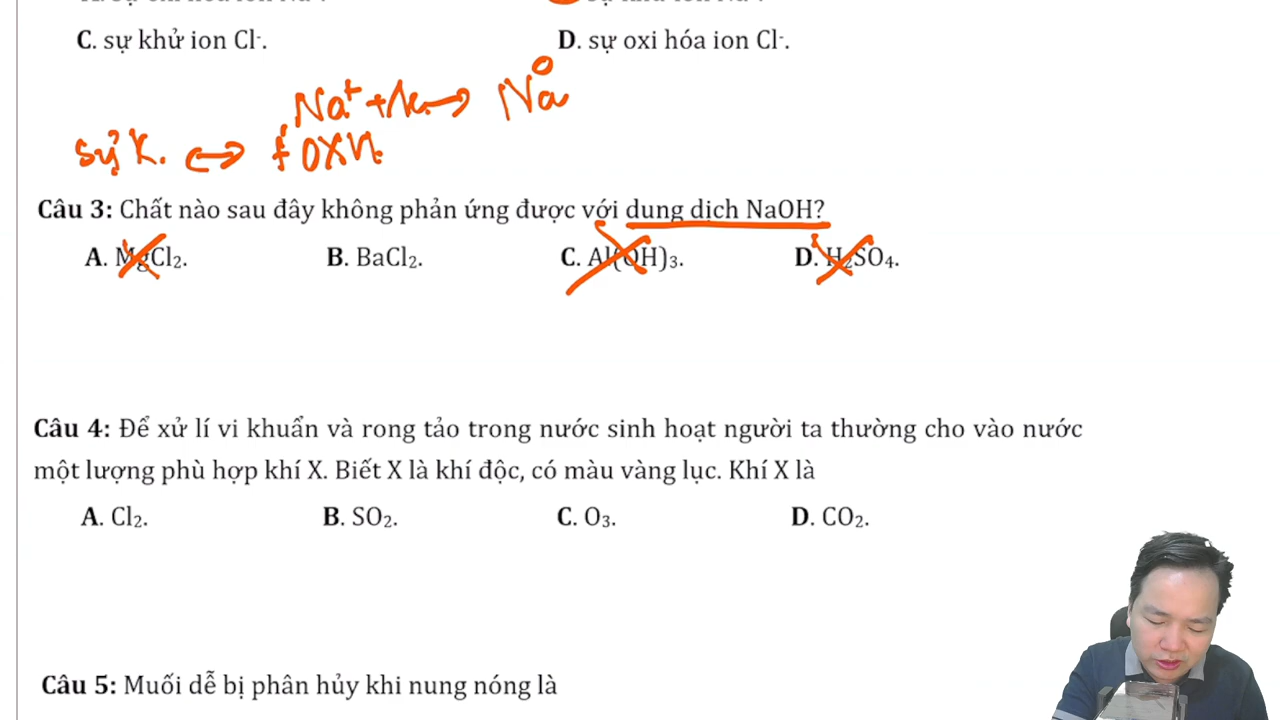 C. sự khử ion Cl⁻. D. sự oxi hóa ion Cl⁻.
Na⁺ + 1e → Na⁰
sự K. ↔
Câu 3: Chất nào sau đây không phản ứng được với dung dịch NaOH?
A. MgCl₂. B. BaCl₂. C. Al(OH)₃. D. H₂SO₄.
Câu 4: Để xử lí vi khuẩn và rong tảo trong nước sinh hoạt người ta thường cho vào nước
một lượng phù hợp khí X. Biết X là khí độc, có màu vàng lục. Khí X là
A. Cl₂. B. SO₂. C. O₃. D. CO₂.
Câu 5: Muối dễ bị phân hủy khi nung nóng là